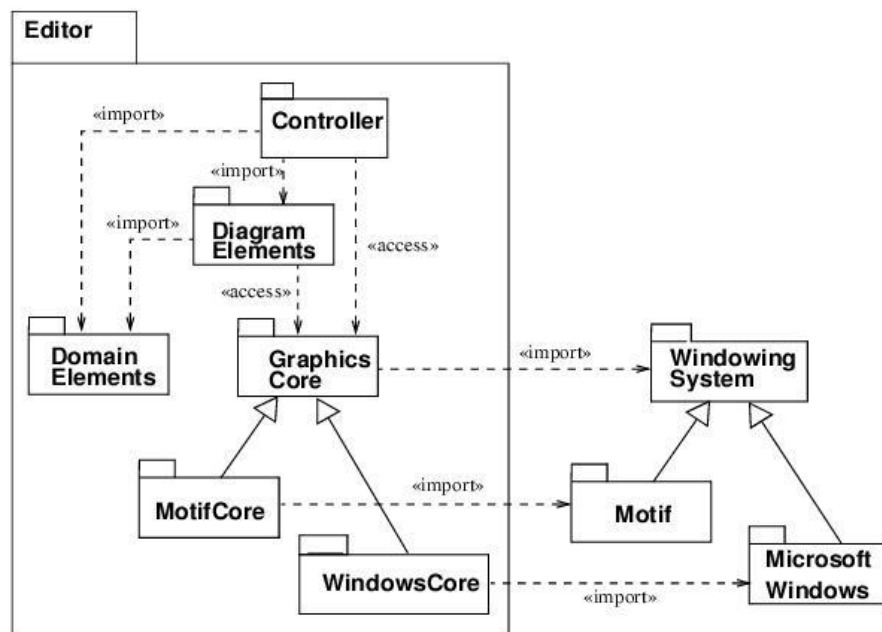 Editor
«import»
Controller
«import»
«import»
Diagram
Elements
«access»
«access»
Domain
Elements
Graphics
Core
«import»
Windowing
System
MotifCore
«import»
Motif
WindowsCore
«import»
Microsoft
Windows